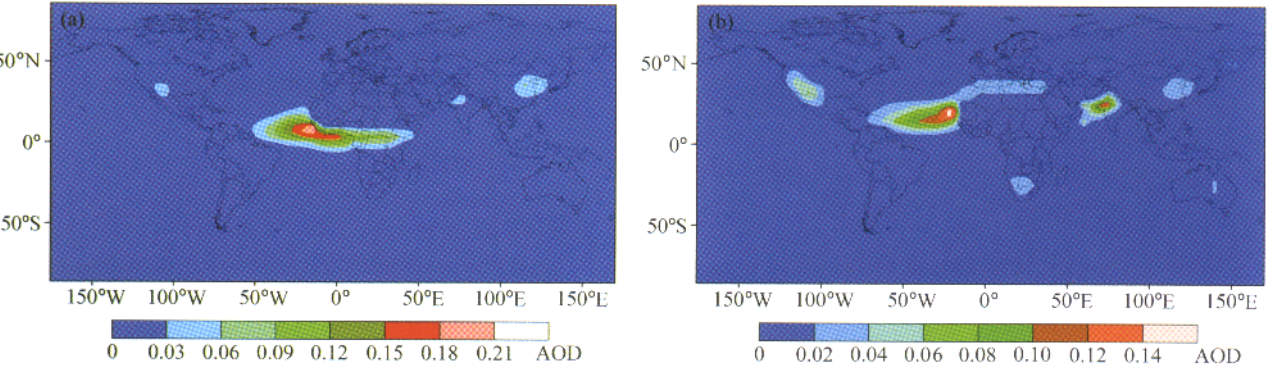 (a)
50°N
0°
50°S
150°W 100°W 50°W 0° 50°E 100°E 150°E
0 0.03 0.06 0.09 0.12 0.15 0.18 0.21 AOD
(b)
50°N
0°
50°S
150°W 100°W 50°W 0° 50°E 100°E 150°E
0 0.02 0.04 0.06 0.08 0.10 0.12 0.14 AOD